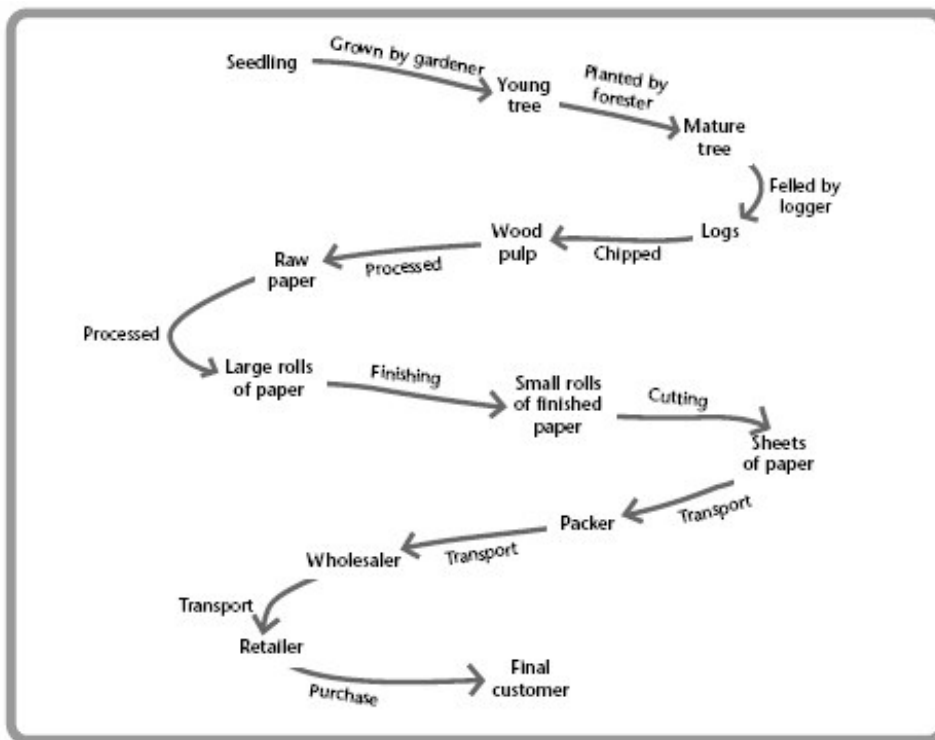 Seedling
Grown by gardener
Young
tree
Planted by
forester
Mature
tree
Felled by
logger
Logs
Chipped
Wood
pulp
Processed
Raw
paper
Processed
Large rolls
of paper
Finishing
Small rolls
of finished
paper
Cutting
Sheets
of paper
Transport
Packer
Transport
Wholesaler
Transport
Retailer
Purchase
Final
customer